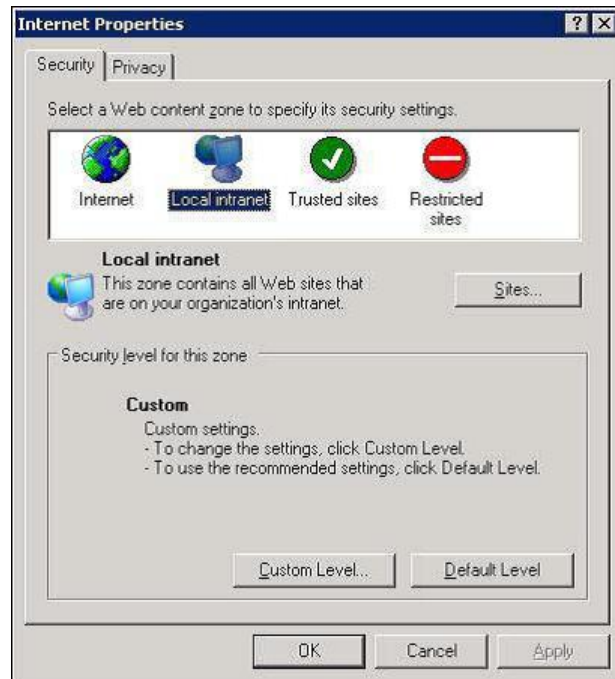 Internet Properties
Security Privacy
Select a Web content zone to specify its security settings.
Internet Local intranet Trusted sites Restricted
sites
Local intranet
This zone contains all Web sites that
are on your organization's intranet.
Sites...
Security level for this zone
Custom
Custom settings.
- To change the settings, click Custom Level.
- To use the recommended settings, click Default Level.
Custom Level... Default Level
OK Cancel Apply